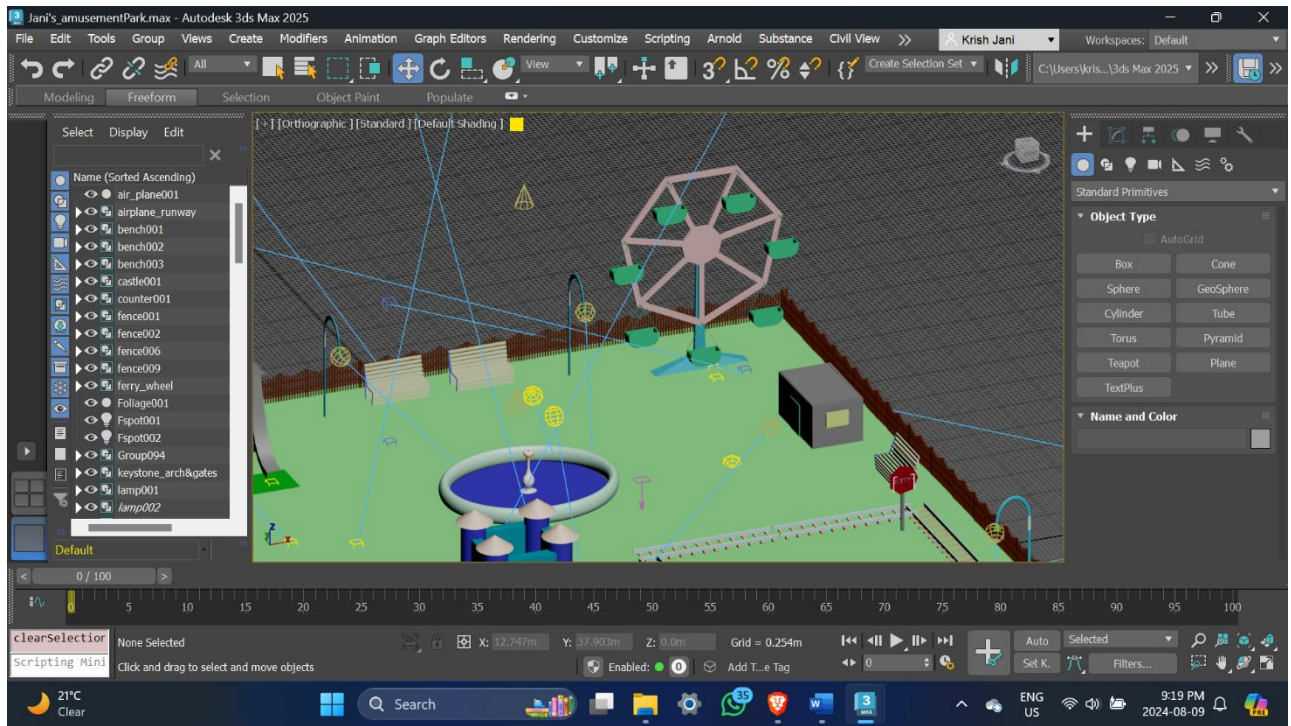 Jani's_amusementPark.max - Autodesk 3ds Max 2025
File Edit Tools Group Views Create Modifiers Animation Graph Editors Rendering Customize Scripting Arnold Substance Civil View >> Krish Jani Workspaces: Default
All View Create Selection Set C:\Users\kris...\3ds Max 2025 >> >>
Modeling Freeform Selection Object Paint Populate
Select Display Edit
[+] [Orthographic ] [Standard ] [Default Shading ]
Name (Sorted Ascending)
air_plane001
airplane_runway
bench001
bench002
bench003
castle001
counter001
fence001
fence002
fence006
fence009
ferry_wheel
Foliage001
Fspot001
Fspot002
Group094
keystone_arch&gates
lamp001
lamp002
Default
Standard Primitives
Object Type
AutoGrid
Box Cone
Sphere GeoSphere
Cylinder Tube
Torus Pyramid
Teapot Plane
TextPlus
Name and Color
z
x
< 0 / 100 >
0 5 10 15 20 25 30 35 40 45 50 55 60 65 70 75 80 85 90 95 100
clearSelectior None Selected X: 12.747m Y: 37.903m Z: 0.0m Grid = 0.254m Auto Selected
Scripting Mini Click and drag to select and move objects Enabled: 0 Add T...e Tag 0 Set K. Filters...
21°C
Clear
Search
35
ENG
US
9:19 PM
2024-08-09
PRE